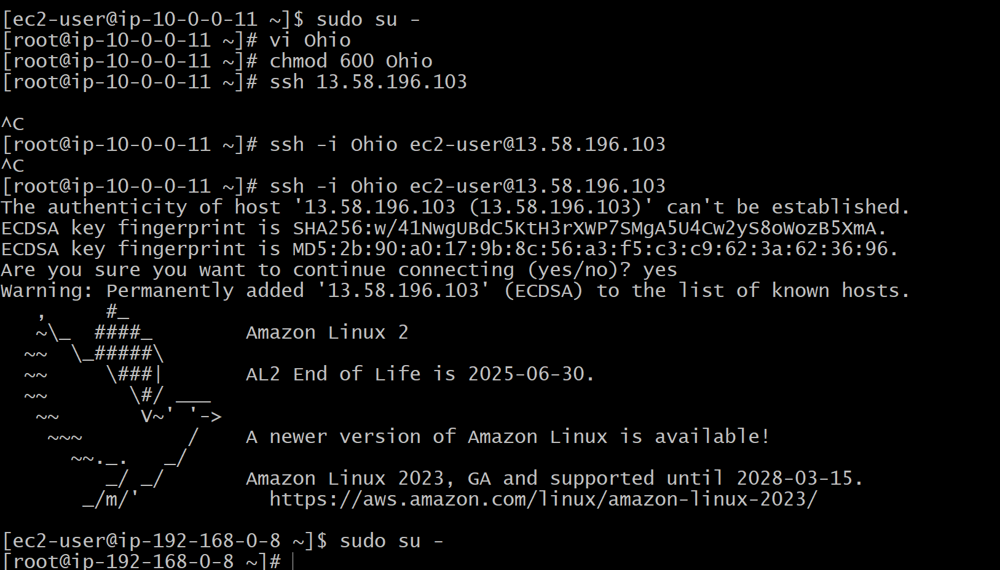 [ec2-user@ip-10-0-0-11 ~]$ sudo su -
[root@ip-10-0-0-11 ~]# vi Ohio
[root@ip-10-0-0-11 ~]# chmod 600 Ohio
[root@ip-10-0-0-11 ~]# ssh 13.58.196.103

^C
[root@ip-10-0-0-11 ~]# ssh -i Ohio ec2-user@13.58.196.103
^C
[root@ip-10-0-0-11 ~]# ssh -i Ohio ec2-user@13.58.196.103
The authenticity of host '13.58.196.103 (13.58.196.103)' can't be established.
ECDSA key fingerprint is SHA256:w/41NwgUBdC5KtH3rXWP7SMgA5U4Cw2yS8oWozB5XmA.
ECDSA key fingerprint is MD5:2b:90:a0:17:9b:8c:56:a3:f5:c3:c9:62:3a:62:36:96.
Are you sure you want to continue connecting (yes/no)? yes
Warning: Permanently added '13.58.196.103' (ECDSA) to the list of known hosts.
   ,     #_
   ~\_  ####_        Amazon Linux 2
  ~~  \_#####\
  ~~     \###|       AL2 End of Life is 2025-06-30.
  ~~       \#/ ___
   ~~       V~' '->
    ~~~         /    A newer version of Amazon Linux is available!
      ~~._.   _/
         _/ _/       Amazon Linux 2023, GA and supported until 2028-03-15.
       _/m/'           https://aws.amazon.com/linux/amazon-linux-2023/

[ec2-user@ip-192-168-0-8 ~]$ sudo su -
[root@ip-192-168-0-8 ~]#